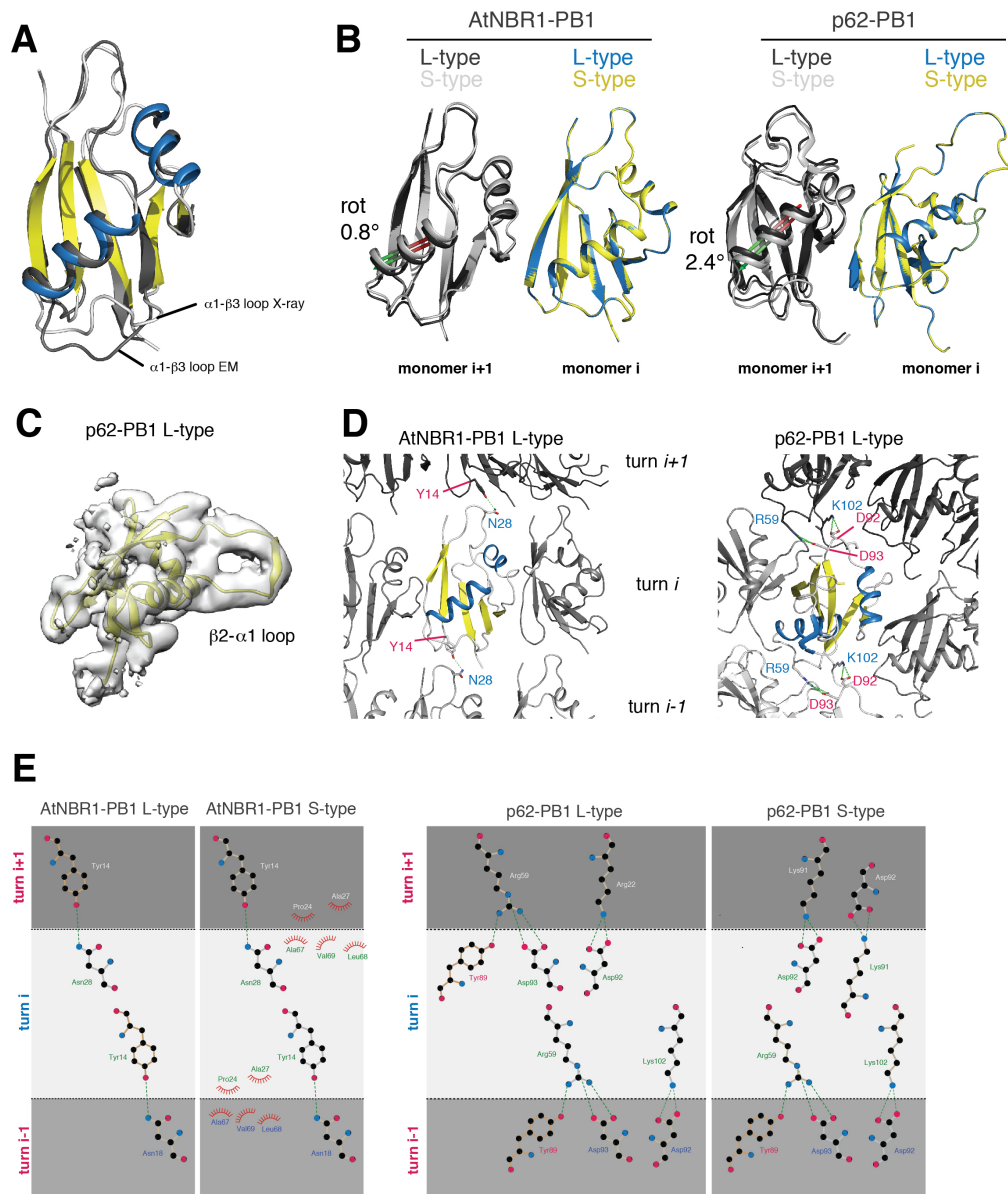 A
α1-β3 loop X-ray
α1-β3 loop EM
B
AtNBR1-PB1
p62-PB1
L-type
S-type
L-type
S-type
L-type
S-type
L-type
S-type
rot
0.8°
rot
2.4°
monomer i+1
monomer i
monomer i+1
monomer i
C
p62-PB1 L-type
β2-α1 loop
D
AtNBR1-PB1 L-type
p62-PB1 L-type
turn i+1
turn i
turn i-1
Y14
N28
Y14
N28
R59
K102
D92
D93
R59
K102
D92
D93
E
AtNBR1-PB1 L-type
AtNBR1-PB1 S-type
p62-PB1 L-type
p62-PB1 S-type
turn i+1
turn i
turn i-1
Tyr14
Asn28
Tyr14
Asn18
Tyr14
Pro24
Ala27
Ala67
Val69
Leu68
Asn28
Tyr14
Pro24
Ala27
Ala67
Val69
Leu68
Asn18
turn i+1
turn i
turn i-1
Arg59
Arg22
Tyr89
Asp93
Asp92
Arg59
Lys102
Tyr89
Asp93
Asp92
Lys91
Asp92
Asp92
Lys91
Arg59
Lys102
Tyr89
Asp93
Asp92